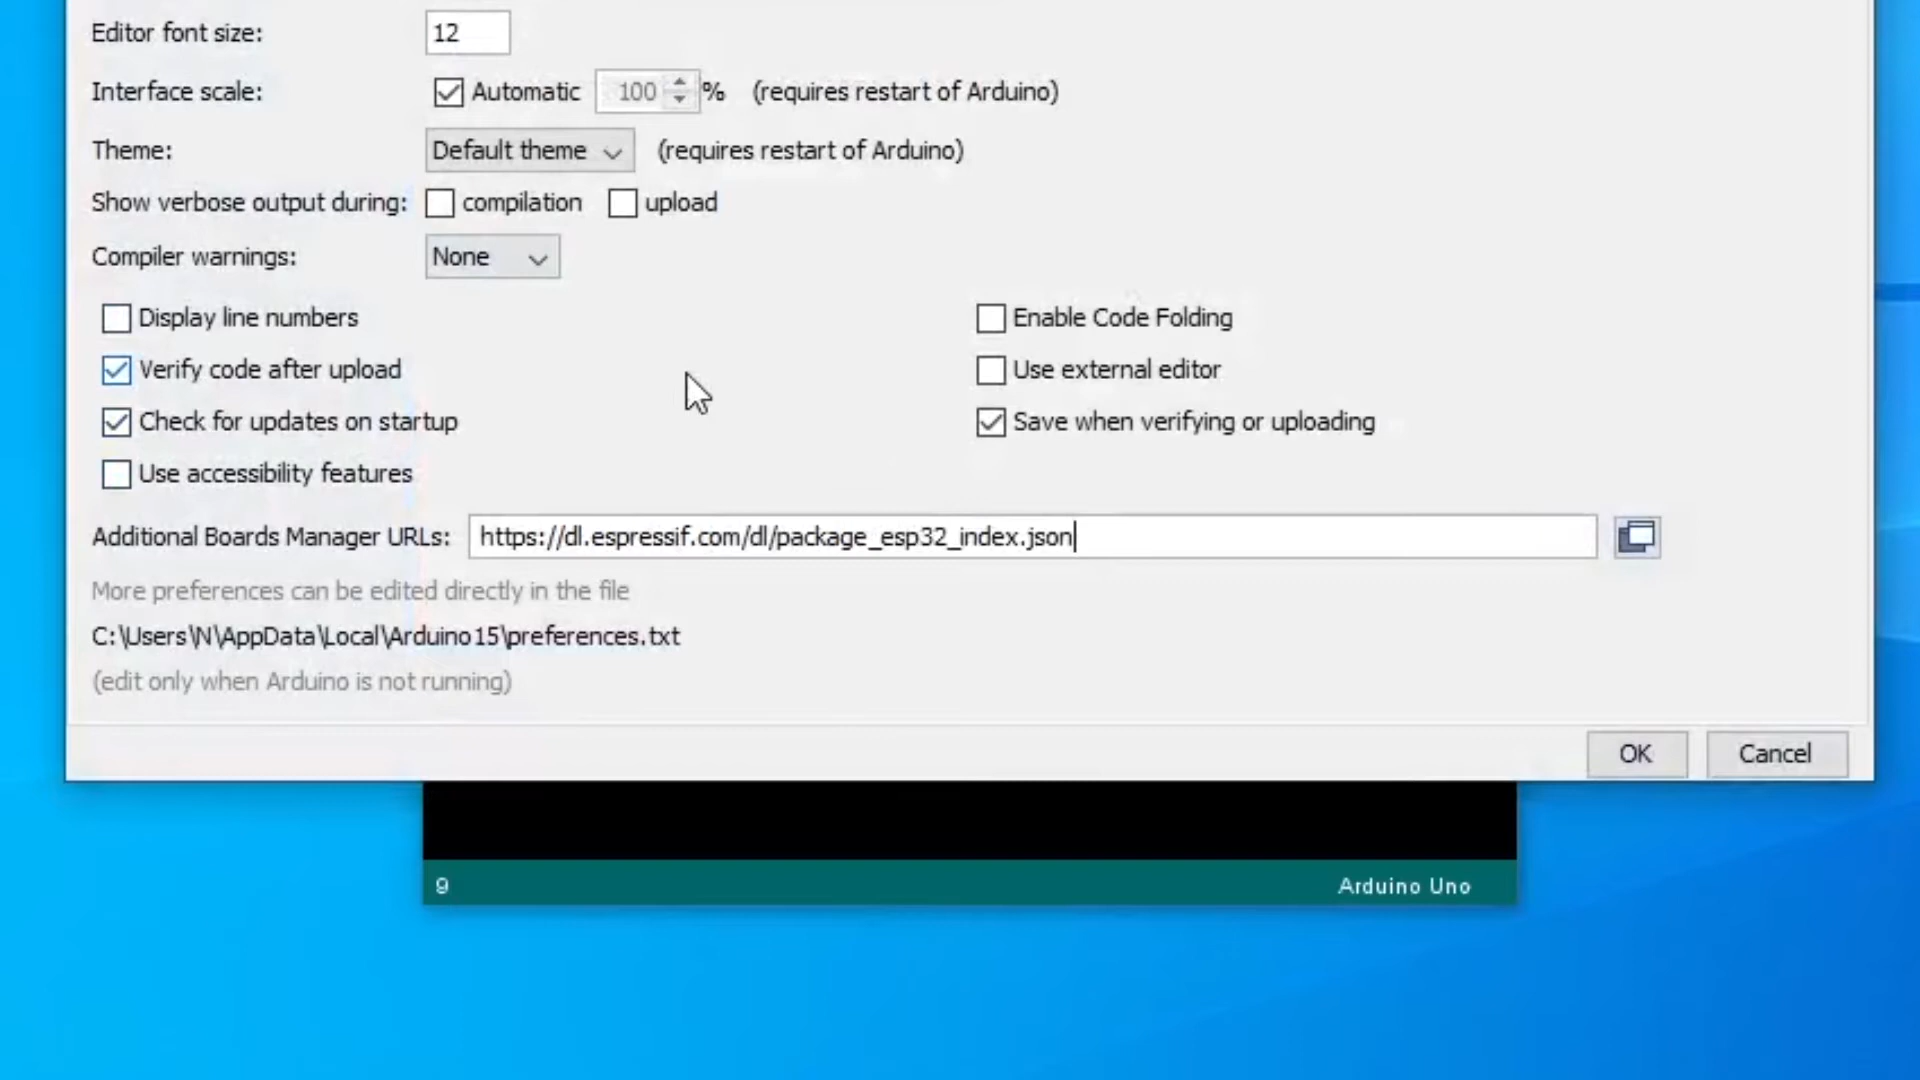 Editor font size: 12
Interface scale: Automatic 100 % (requires restart of Arduino)
Theme: Default theme (requires restart of Arduino)
Show verbose output during: compilation upload
Compiler warnings: None
Display line numbers Enable Code Folding
Verify code after upload Use external editor
Check for updates on startup Save when verifying or uploading
Use accessibility features
Additional Boards Manager URLs: https://dl.espressif.com/dl/package_esp32_index.json
More preferences can be edited directly in the file
C:\Users\N\AppData\Local\Arduino15\preferences.txt
(edit only when Arduino is not running)
OK Cancel
9 Arduino Uno